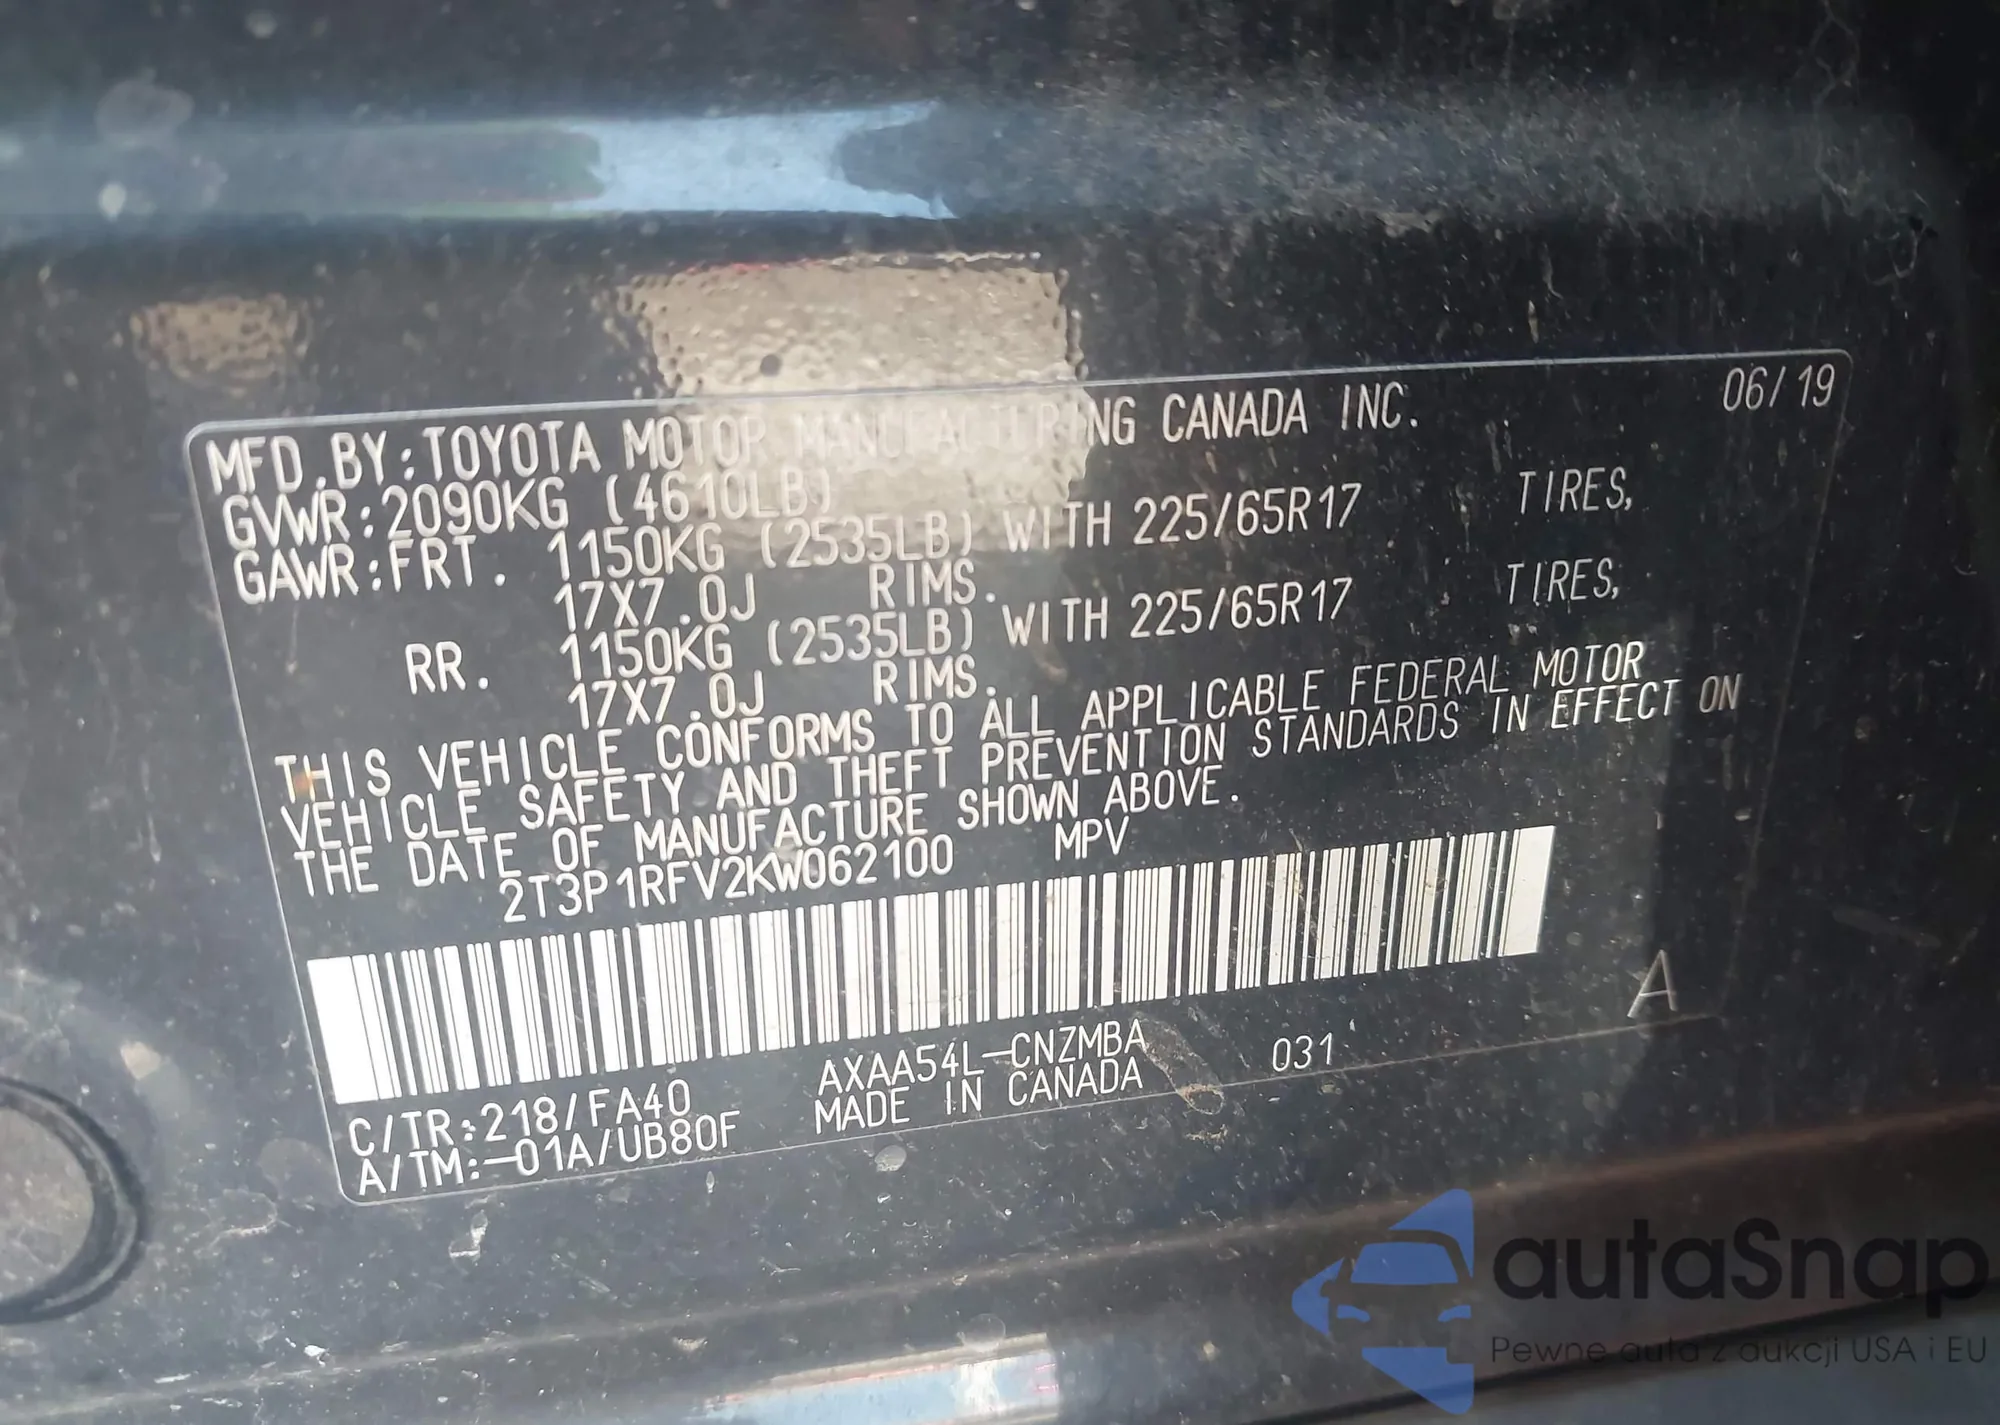 MFD.BY:TOYOTA MOTOR MANUFACTURING CANADA INC. 06/19
GVWR:2090KG (4610LB)
GAWR:FRT. 1150KG (2535LB) WITH 225/65R17 TIRES,
17X7.0J RIMS.
RR. 1150KG (2535LB) WITH 225/65R17 TIRES,
17X7.0J RIMS.
THIS VEHICLE CONFORMS TO ALL APPLICABLE FEDERAL MOTOR
VEHICLE SAFETY AND THEFT PREVENTION STANDARDS IN EFFECT ON
THE DATE OF MANUFACTURE SHOWN ABOVE.
2T3P1RFV2KW062100 MPV
A
C/TR:218/FA40 AXAA54L-CNZMBA 031
A/TM:-01A/UB80F MADE IN CANADA
autaSnap
Pewne auta z aukcji USA i EU